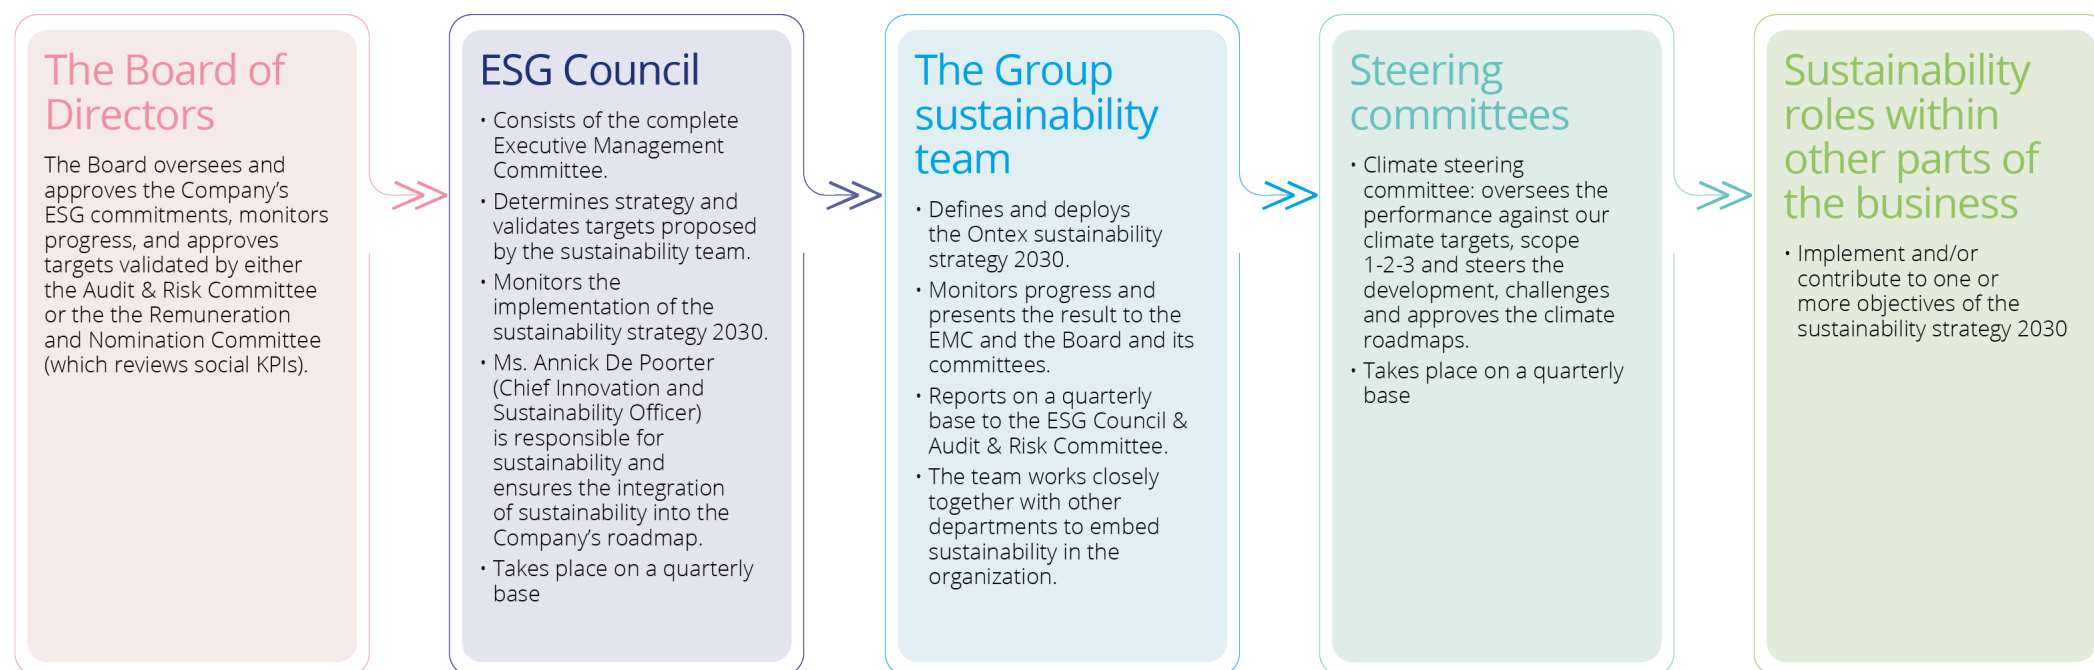 The Board of
Directors
The Board oversees and
approves the Company’s
ESG commitments, monitors
progress, and approves
targets validated by either
the Audit & Risk Committee
or the the Remuneration
and Nomination Committee
(which reviews social KPIs).
ESG Council
• Consists of the complete
Executive Management
Committee.
• Determines strategy and
validates targets proposed
by the sustainability team.
• Monitors the
implementation of the
sustainability strategy 2030.
• Ms. Annick De Poorter
(Chief Innovation and
Sustainability Officer)
is responsible for
sustainability and
ensures the integration
of sustainability into the
Company’s roadmap.
• Takes place on a quarterly
base
The Group
sustainability
team
• Defines and deploys
the Ontex sustainability
strategy 2030.
• Monitors progress and
presents the result to the
EMC and the Board and its
committees.
• Reports on a quarterly
base to the ESG Council &
Audit & Risk Committee.
• The team works closely
together with other
departments to embed
sustainability in the
organization.
Steering
committees
• Climate steering
committee: oversees the
performance against our
climate targets, scope
1-2-3 and steers the
development, challenges
and approves the climate
roadmaps.
• Takes place on a quarterly
base
Sustainability
roles within
other parts of
the business
• Implement and/or
contribute to one or
more objectives of the
sustainability strategy 2030